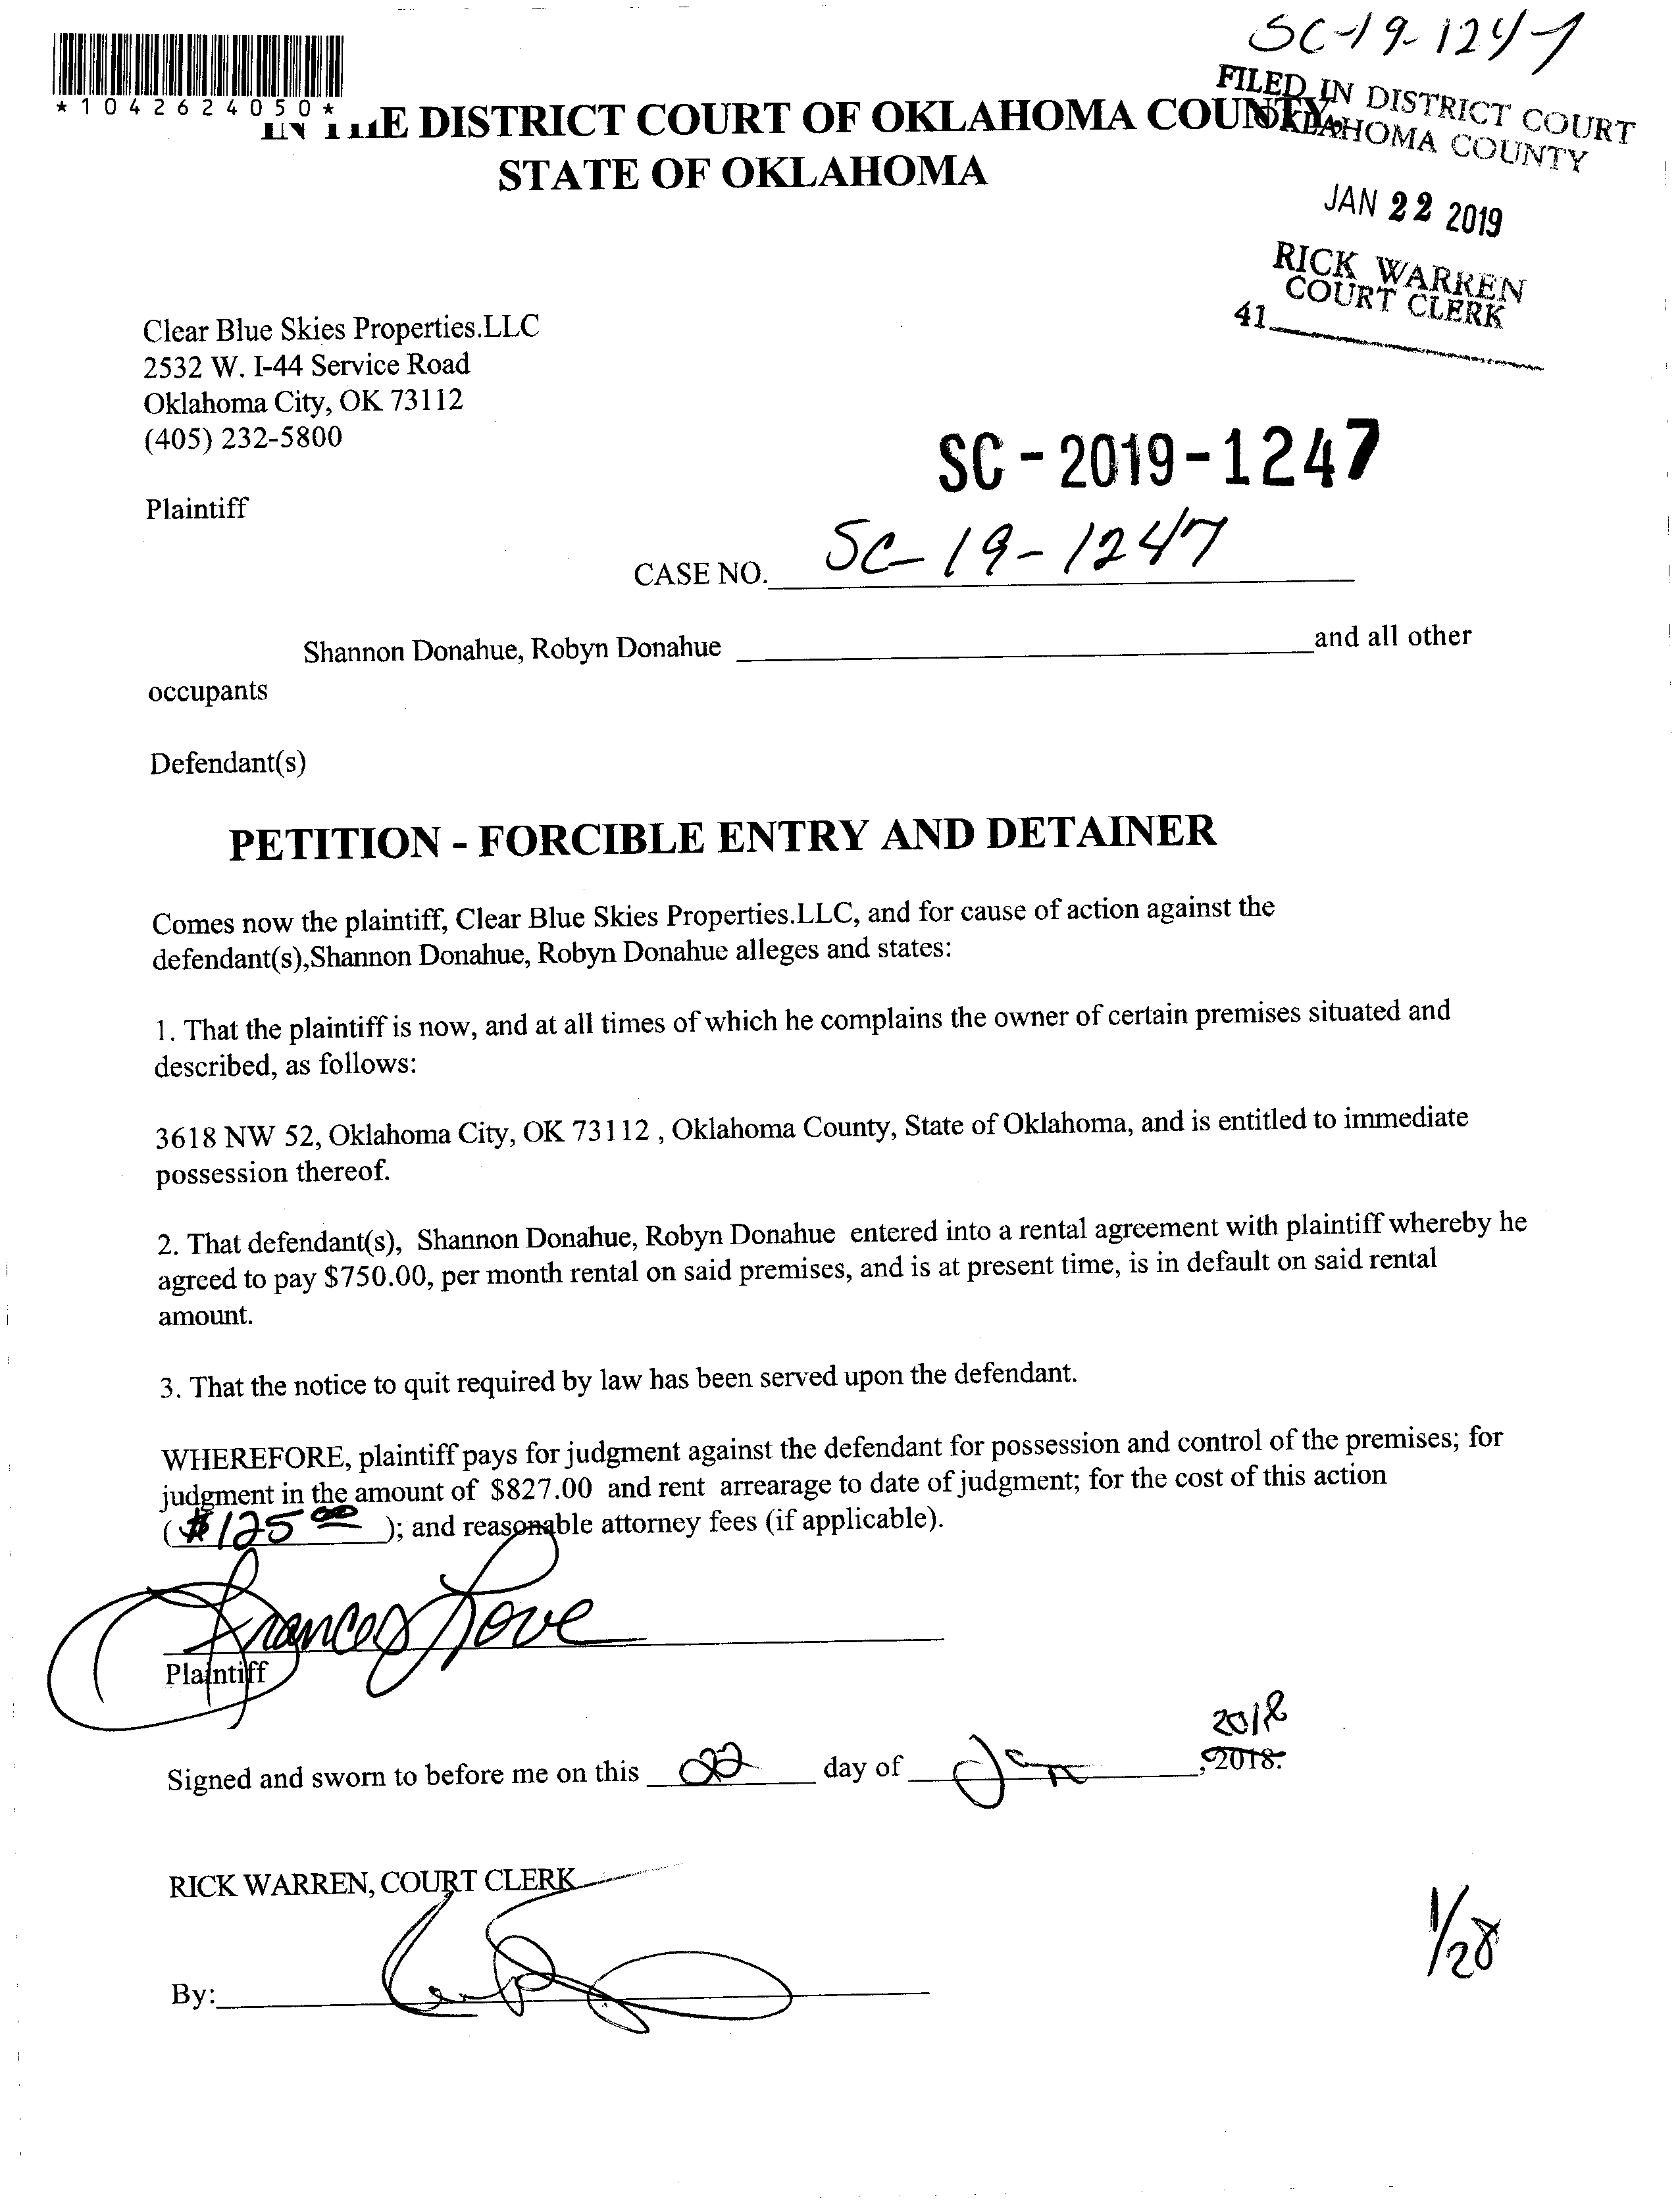 SC-19-1247
*1042624050*
FILED IN DISTRICT COURT
OKLAHOMA COUNTY
IN THE DISTRICT COURT OF OKLAHOMA COUNTY,
STATE OF OKLAHOMA
JAN 22 2019
RICK WARREN
COURT CLERK
41
Clear Blue Skies Properties.LLC
2532 W. I-44 Service Road
Oklahoma City, OK 73112
(405) 232-5800
SC-2019-1247
Plaintiff
CASE NO. SC-19-1247
Shannon Donahue, Robyn Donahue and all other
occupants
Defendant(s)
PETITION - FORCIBLE ENTRY AND DETAINER
Comes now the plaintiff, Clear Blue Skies Properties.LLC, and for cause of action against the
defendant(s),Shannon Donahue, Robyn Donahue alleges and states:
1. That the plaintiff is now, and at all times of which he complains the owner of certain premises situated and
described, as follows:
3618 NW 52, Oklahoma City, OK 73112 , Oklahoma County, State of Oklahoma, and is entitled to immediate
possession thereof.
2. That defendant(s), Shannon Donahue, Robyn Donahue entered into a rental agreement with plaintiff whereby he
agreed to pay $750.00, per month rental on said premises, and is at present time, is in default on said rental
amount.
3. That the notice to quit required by law has been served upon the defendant.
WHEREFORE, plaintiff pays for judgment against the defendant for possession and control of the premises; for
judgment in the amount of $827.00 and rent arrearage to date of judgment; for the cost of this action
( $125 00 ); and reasonable attorney fees (if applicable).
Frances Love
Plaintiff
Signed and sworn to before me on this 22 day of Jan , 2018.
RICK WARREN, COURT CLERK
By:
1/28